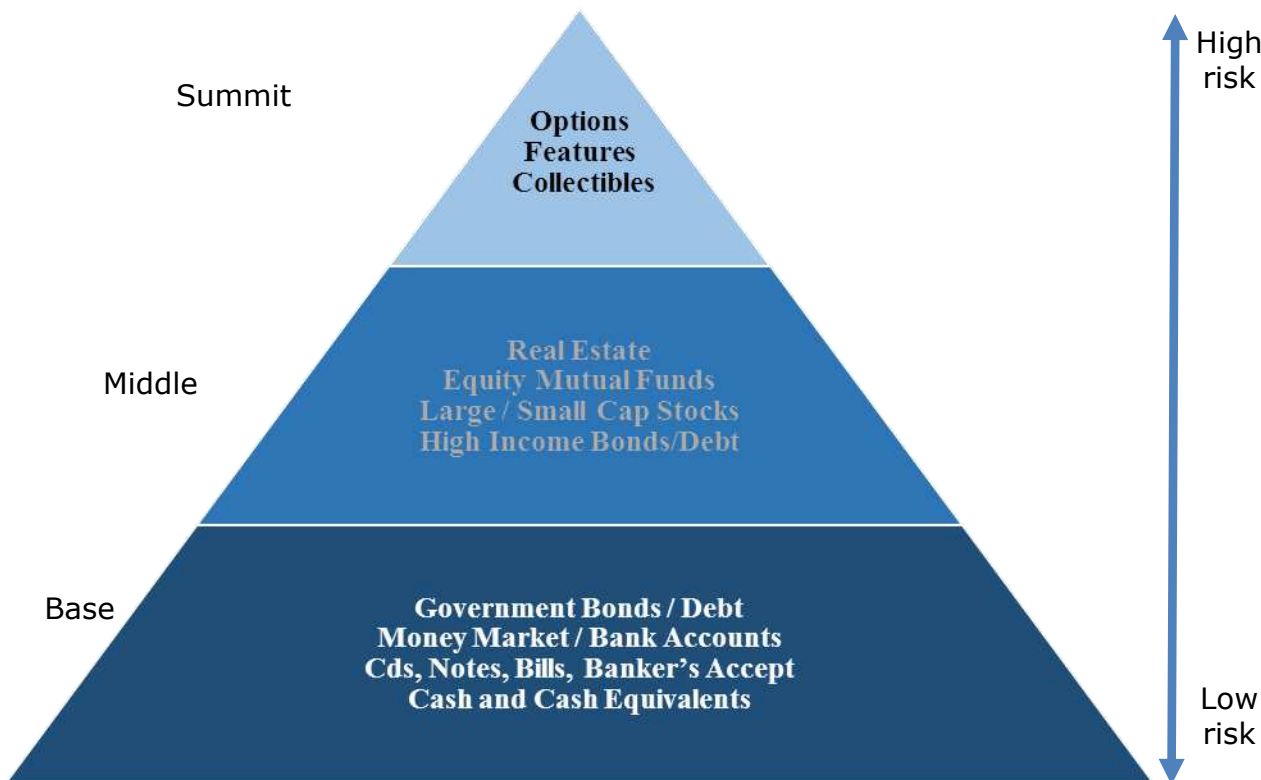 Summit
High
risk
Options
Features
Collectibles
Middle
Real Estate
Equity Mutual Funds
Large / Small Cap Stocks
High Income Bonds/Debt
Base
Government Bonds / Debt
Money Market / Bank Accounts
Cds, Notes, Bills, Banker's Accept
Cash and Cash Equivalents
Low
risk